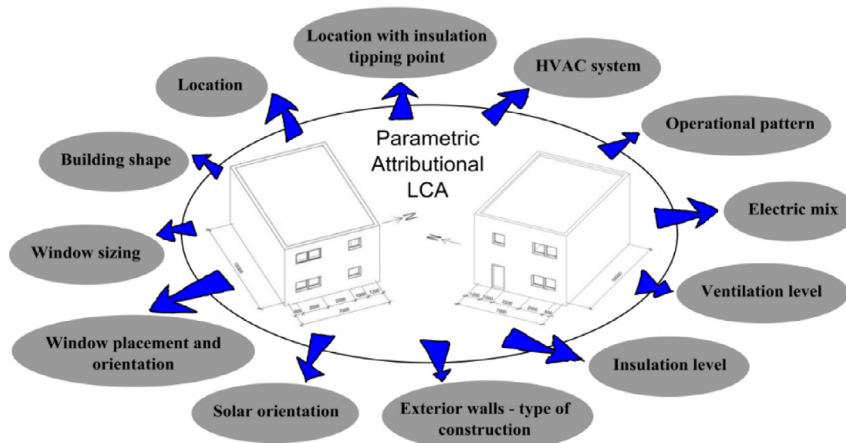 Location with insulation
tipping point
HVAC system
Location
Operational pattern
Parametric
Attributional
LCA
Building shape
Electric mix
N
N
Window sizing
Ventilation level
Window placement and
orientation
Insulation level
Solar orientation
Exterior walls - type of
construction